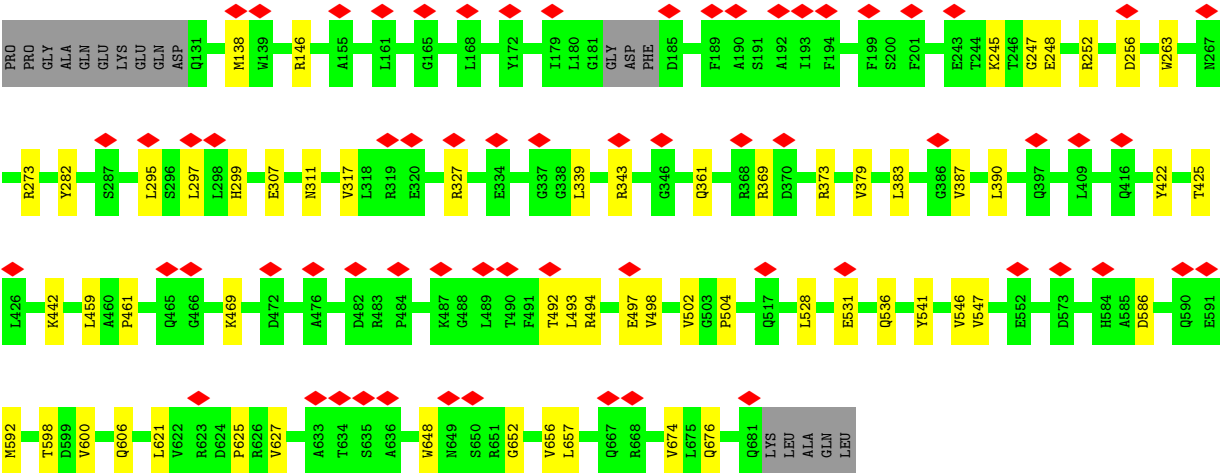 PRO PRO GLY ALA GLN GLU GLU LYS GLU GLN ASP Q131 M138 W139 R146 A155 L161 G165 L168 Y172 I179 L180 G181 GLY ASP PHE D185 F189 A190 S191 A192 I193 F194 F199 S200 F201 E243 T244 K245 T246 G247 E248 R252 D256 W263 N267
R273 Y282 S287 L295 S296 L297 L298 H299 E307 N311 V317 L318 R319 E320 R327 E334 G337 G338 L339 R343 G346 Q361 R368 R369 D370 R373 V379 L383 G386 V387 L390 Q397 L409 Q416 Y422 T425
L426 K442 L459 A460 P461 Q465 G466 K469 D472 A476 D482 R483 P484 K487 G488 L489 T490 F491 T492 L493 R494 E497 V498 V502 G503 P504 Q517 L528 E531 Q536 Y541 V546 V547 E552 D573 H584 A585 D586 Q590 E591
M592 T598 D599 V600 Q606 L621 V622 R623 D624 P625 R626 V627 A633 T634 S635 A636 W648 N649 S650 R651 G652 V656 L657 Q667 R668 V674 L675 Q676 Q681 LYS LEU ALA GLN LEU